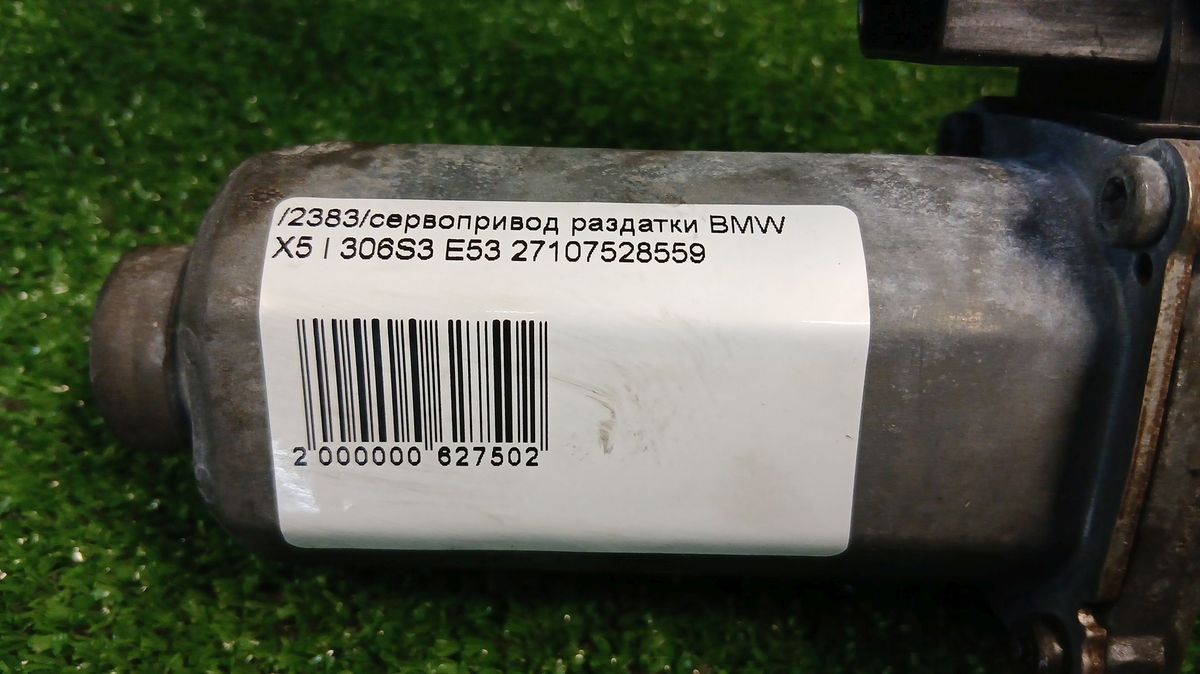 /2383/сервопривод раздатки BMW
X5 I 306S3 E53 27107528559
2 000000 627502